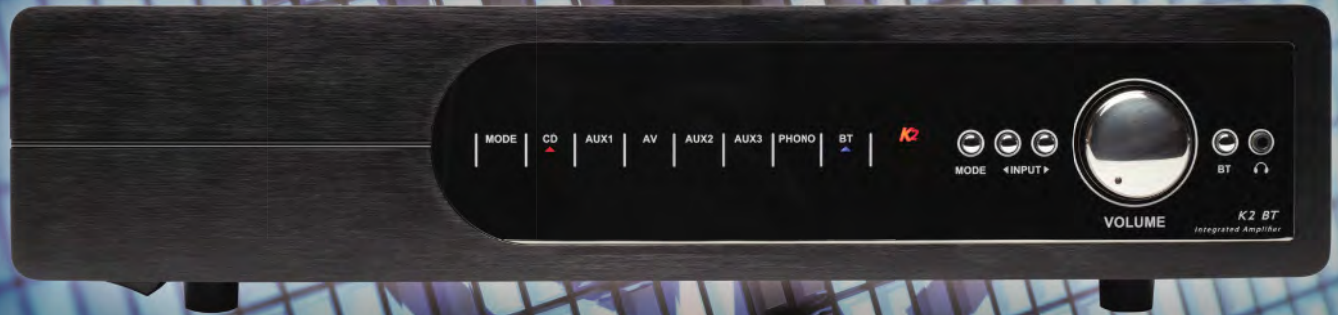 MODE CD AUX1 AV AUX2 AUX3 PHONO BT
K2
MODE ◀INPUT▶
VOLUME
BT
K2 BT
Integrated Amplifier